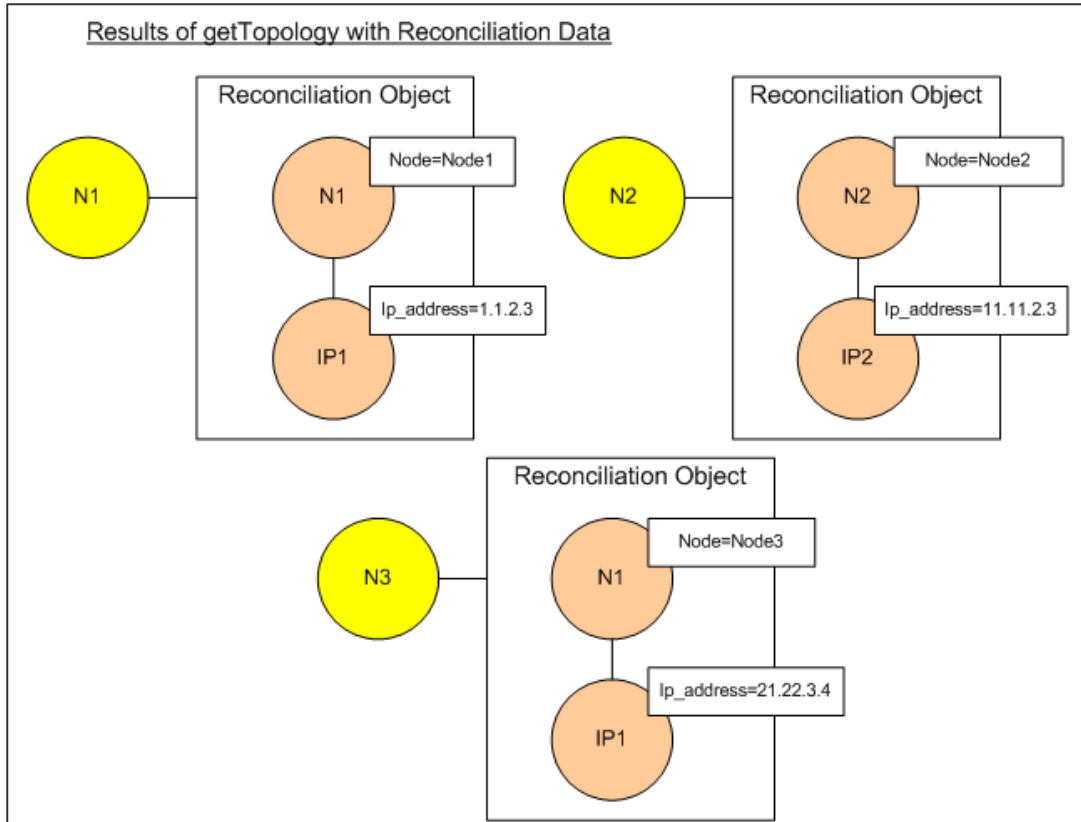 Results of getTopology with Reconciliation Data
Reconciliation Object
N1
Node=Node1
N1
Ip_address=1.1.2.3
IP1
Reconciliation Object
N2
Node=Node2
N2
Ip_address=11.11.2.3
IP2
Reconciliation Object
N3
Node=Node3
N1
Ip_address=21.22.3.4
IP1